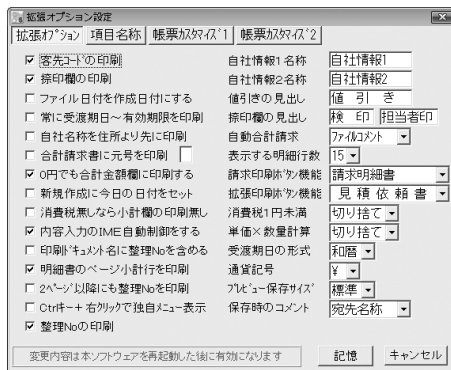 拡張オプション設定
拡張ｵﾌﾟｼｮﾝ 項目名称 帳票ｶｽﾀﾏｲｽﾞ1 帳票ｶｽﾀﾏｲｽﾞ2
客先ｺｰﾄﾞの印刷 自社情報1 名称 自社情報1
捺印欄の印刷 自社情報2名称 自社情報2
ファイル日付を作成日付にする 値引きの見出し 値 引 き
常に受渡期日～有効期限を印刷 捺印欄の見出し 検 印 担当者印
自社名称を住所より先に印刷 自動合計請求 ﾌｧｲﾙｺﾒﾝﾄ
合計請求書に元号を印刷 表示する明細行数 15
0円でも合計金額欄に印刷する 請求印刷ﾎﾞﾀﾝ機能 請求明細書
新規作成に今日の日付をセット 拡張印刷ﾎﾞﾀﾝ機能 見 積 依 頼 書
消費税無しなら小計欄の印刷無し 消費税1円未満 切り捨て
内容入力のIME自動制御をする 単価×数量計算 切り捨て
印刷ﾄﾞｷｭﾒﾝﾄ名に整理Noを含める 受渡期日の形式 和暦
明細書のページ小計行を印刷 通貨記号 ¥
2ﾍﾟｰｼﾞ以降にも整理Noを印刷 ﾌﾟﾚﾋﾞｭｰ保存ｻｲｽﾞ 標準
Ctrlキー＋右ｸﾘｯｸで独自ﾒﾆｭｰ表示 保存時のコメント 宛先名称
整理Noの印刷
変更内容は本ソフトウェアを再起動した後に有効になります 記憶 キャンセル